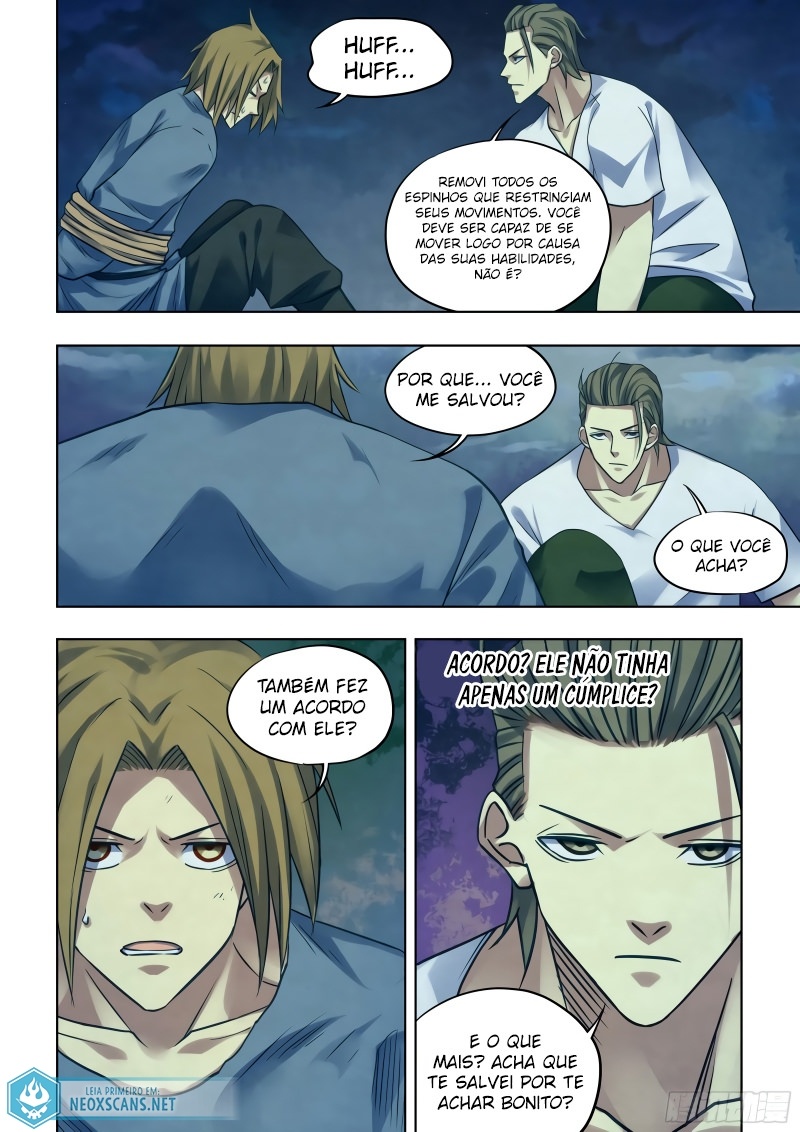 HUFF...
HUFF...
REMOVI TODOS OS
ESPINHOS QUE RESTRINGIAM
SEUS MOVIMENTOS. VOCÊ
DEVE SER CAPAZ DE SE
MOVER LOGO POR CAUSA
DAS SUAS HABILIDADES,
NÃO É?
POR QUE... VOCÊ
ME SALVOU?
O QUE VOCÊ
ACHA?
TAMBÉM FEZ
UM ACORDO
COM ELE?
ACORDO? ELE NÃO TINHA
APENAS UM CÚMPLICE?
E O QUE
MAIS? ACHA QUE
TE SALVEI POR TE
ACHAR BONITO?
LEIA PRIMEIRO EM:
NEOXSCANS.NET